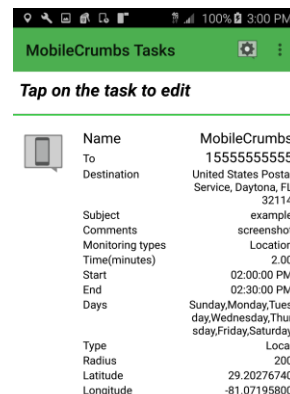 100% 3:00 PM
MobileCrumbs Tasks
Tap on the task to edit
Name MobileCrumbs
To 15555555555
Destination United States Postal
Service, Daytona, FL
32114
Subject example
Comments screenshot
Monitoring types Location
Time(minutes) 2.00
Start 02:00:00 PM
End 02:30:00 PM
Days Sunday,Monday,Tues
day,Wednesday,Thur
sday,Friday,Saturday
Type Local
Radius 200
Latitude 29.20276740
Longitude -81.07195800